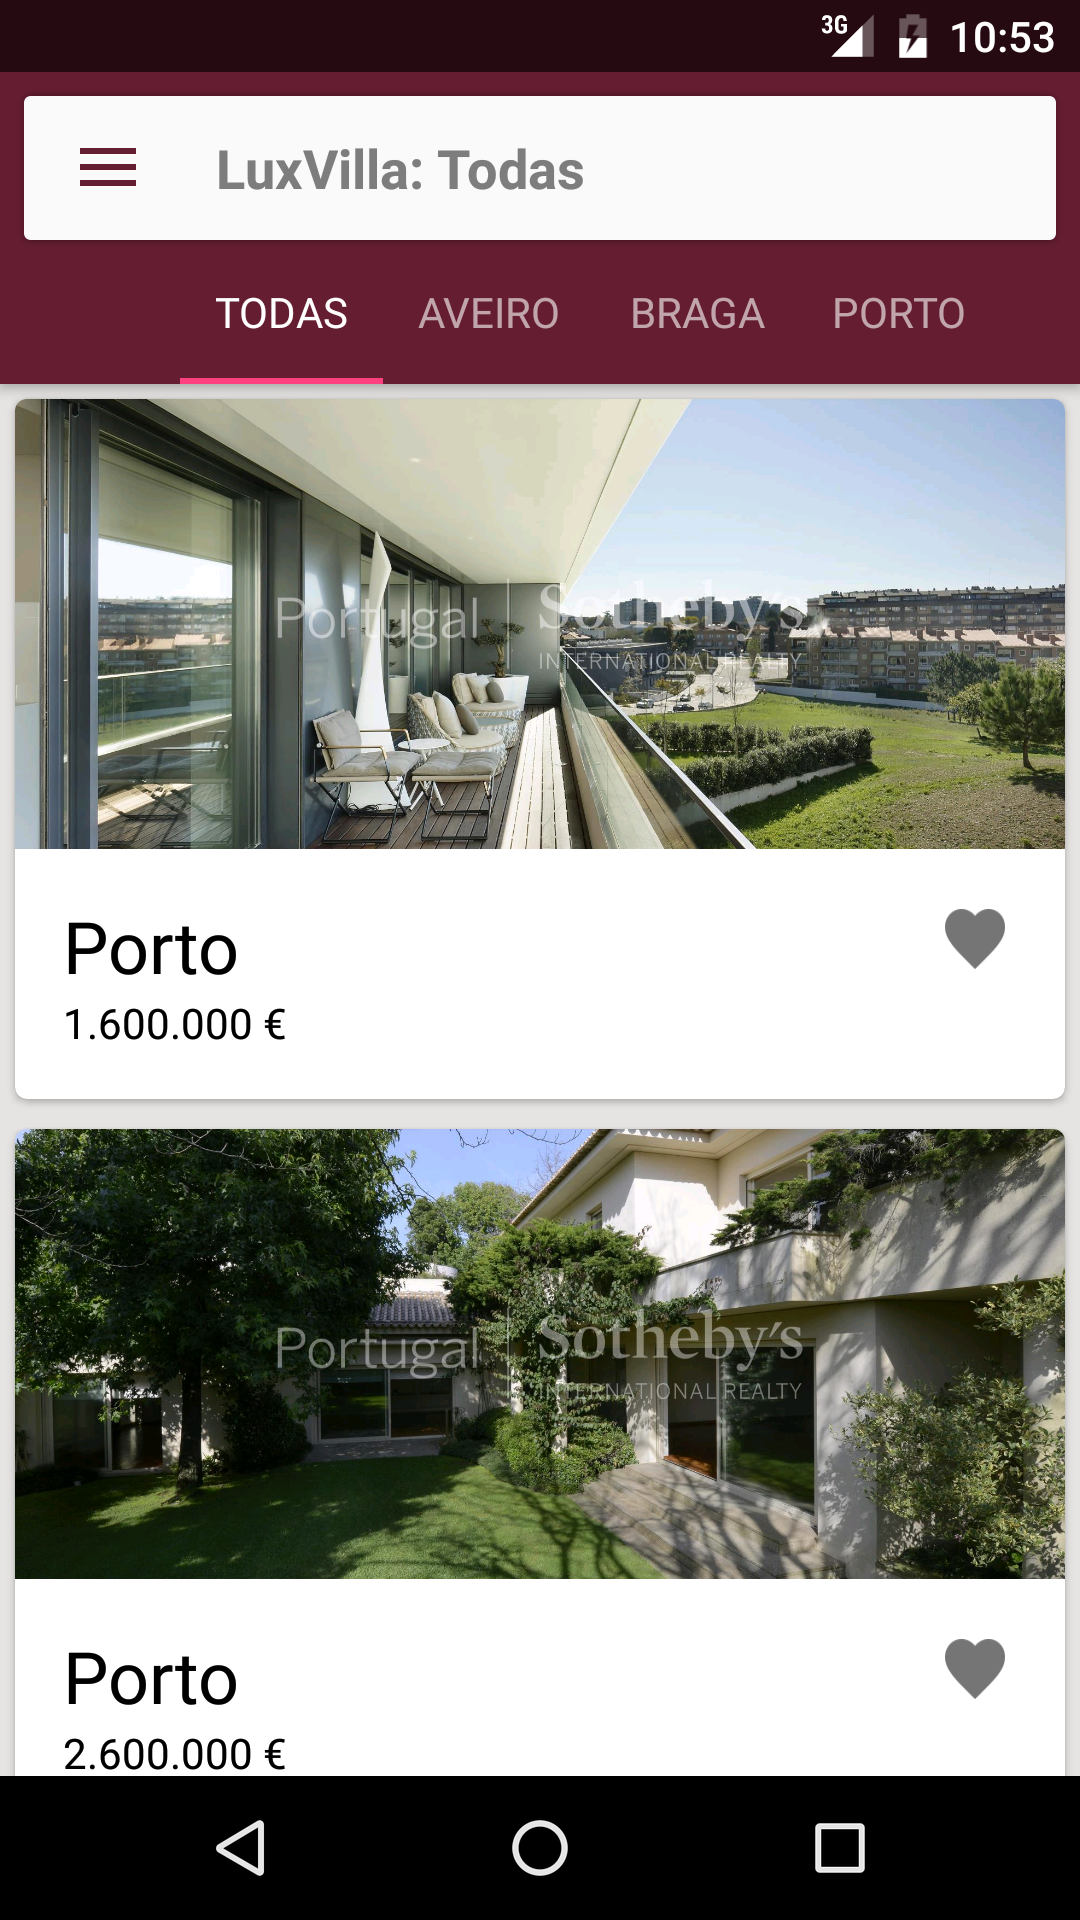 3G 10:53
LuxVilla: Todas
TODAS AVEIRO BRAGA PORTO
Portugal | Sotheby's
INTERNATIONAL REALTY
Porto
1.600.000 €
Portugal | Sotheby's
INTERNATIONAL REALTY
Porto
2.600.000 €